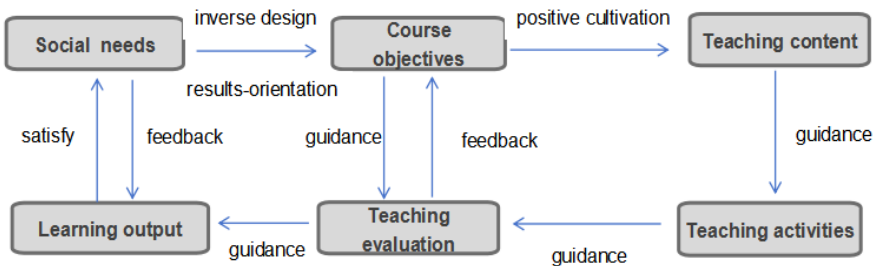 inverse design
positive cultivation
Social needs
Course
objectives
Teaching content
results-orientation
satisfy
feedback
guidance
feedback
guidance
Learning output
Teaching
evaluation
Teaching activities
guidance
guidance